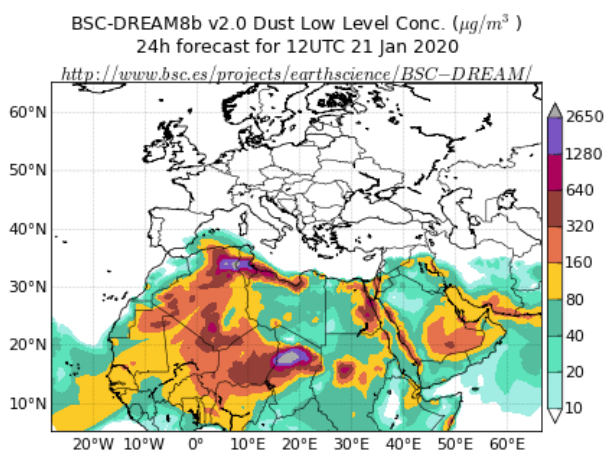 BSC-DREAM8b v2.0 Dust Low Level Conc. (μg/m³ )
24h forecast for 12UTC 21 Jan 2020
http://www.bsc.es/projects/earthscience/BSC−DREAM/
60°N
50°N
40°N
30°N
20°N
10°N
20°W 10°W 0° 10°E 20°E 30°E 40°E 50°E 60°E
2650
1280
640
320
160
80
40
20
10